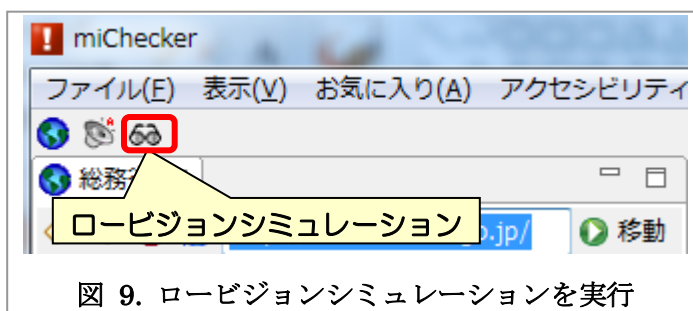 miChecker
ファイル(F) 表示(V) お気に入り(A) アクセシビリティ
総務
ロービジョンシミュレーション
.jp/ 移動
図 9. ロービジョンシミュレーションを実行